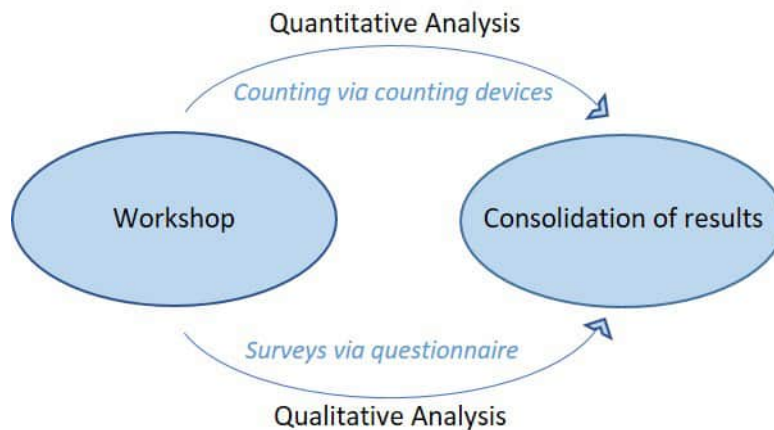 Quantitative Analysis
Counting via counting devices
Workshop
Consolidation of results
Surveys via questionnaire
Qualitative Analysis